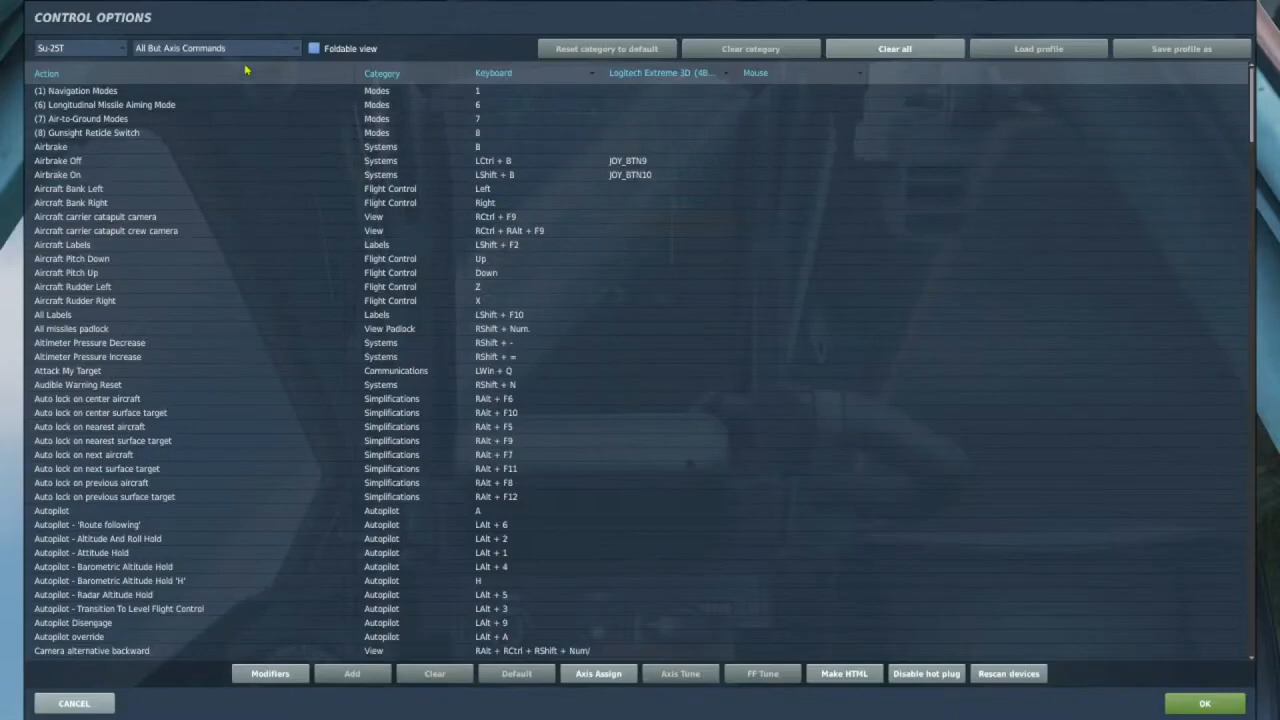 CONTROL OPTIONS
Su-25T All But Axis Commands Foldable view Reset category to default Clear category Clear all Load profile Save profile as
Action Category Keyboard Logitech Extreme 3D (4B... Mouse
(1) Navigation Modes Modes 1
(6) Longitudinal Missile Aiming Mode Modes 6
(7) Air-to-Ground Modes Modes 7
(8) Gunsight Reticle Switch Modes 8
Airbrake Systems B
Airbrake Off Systems LCtrl + B JOY_BTN9
Airbrake On Systems LShift + B JOY_BTN10
Aircraft Bank Left Flight Control Left
Aircraft Bank Right Flight Control Right
Aircraft carrier catapult camera View RCtrl + F9
Aircraft carrier catapult crew camera View RCtrl + RAlt + F9
Aircraft Labels Labels LShift + F2
Aircraft Pitch Down Flight Control Up
Aircraft Pitch Up Flight Control Down
Aircraft Rudder Left Flight Control Z
Aircraft Rudder Right Flight Control X
All Labels Labels LShift + F10
All missiles padlock View Padlock RShift + Num.
Altimeter Pressure Decrease Systems RShift + -
Altimeter Pressure Increase Systems RShift + =
Attack My Target Communications LWin + Q
Audible Warning Reset Systems RShift + N
Auto lock on center aircraft Simplifications RAlt + F6
Auto lock on center surface target Simplifications RAlt + F10
Auto lock on nearest aircraft Simplifications RAlt + F5
Auto lock on nearest surface target Simplifications RAlt + F9
Auto lock on next aircraft Simplifications RAlt + F7
Auto lock on next surface target Simplifications RAlt + F11
Auto lock on previous aircraft Simplifications RAlt + F8
Auto lock on previous surface target Simplifications RAlt + F12
Autopilot Autopilot A
Autopilot - 'Route following' Autopilot LAlt + 6
Autopilot - Altitude And Roll Hold Autopilot LAlt + 2
Autopilot - Attitude Hold Autopilot LAlt + 1
Autopilot - Barometric Altitude Hold Autopilot LAlt + 4
Autopilot - Barometric Altitude Hold 'H' Autopilot H
Autopilot - Radar Altitude Hold Autopilot LAlt + 5
Autopilot - Transition To Level Flight Control Autopilot LAlt + 3
Autopilot Disengage Autopilot LAlt + 9
Autopilot override Autopilot LAlt + A
Camera alternative backward View RAlt + RCtrl + RShift + Num/
Modifiers Add Clear Default Axis Assign Axis Tune FF Tune Make HTML Disable hot plug Rescan devices
CANCEL OK